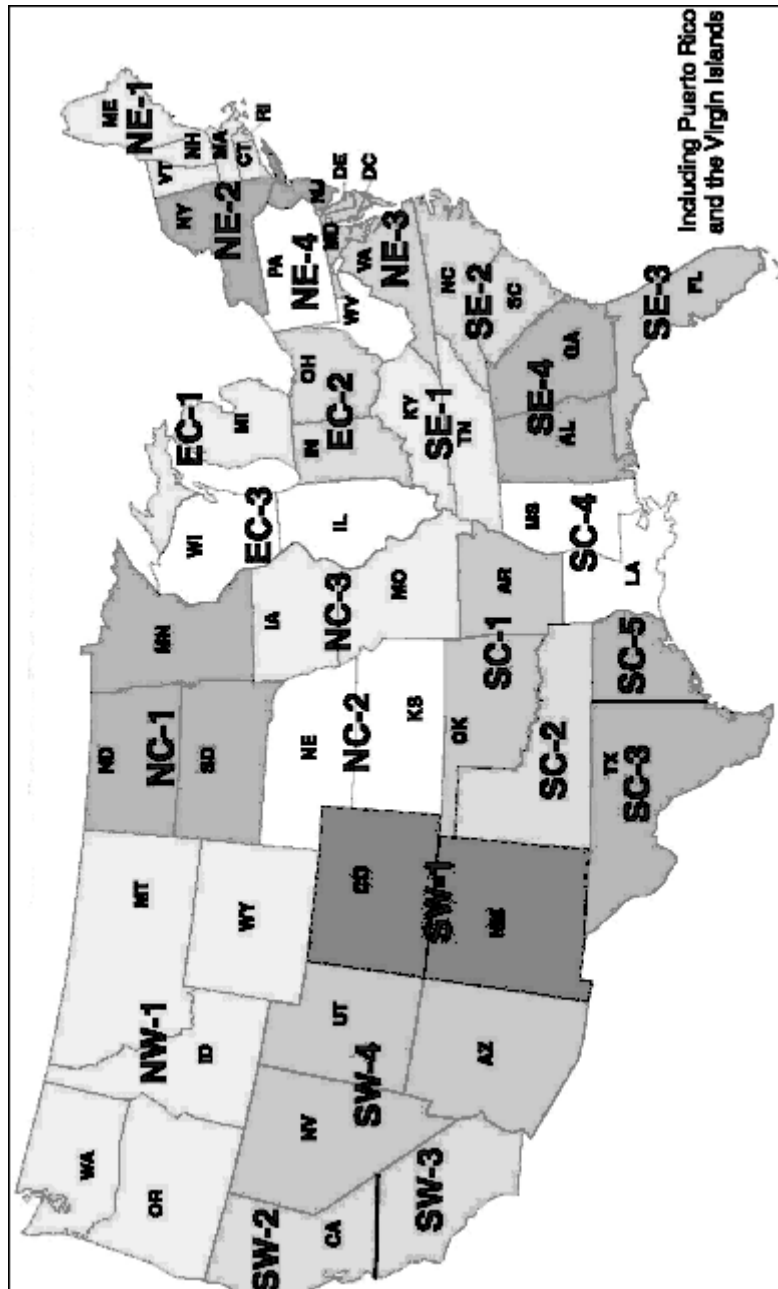 WA
OR
NW-1
ID
MT
WY
SW-2
CA
SW-3
NV
SW-4
UT
AZ
CO
SW-1
NM
ND
NC-1
SD
MN
NE
NC-2
KS
IA
NC-3
MO
OK
SC-1
AR
SC-2
TX
SC-3
SC-5
WI
EC-3
IL
MS
SC-4
LA
EC-1
MI
IN
OH
EC-2
KY
SE-1
TN
SE-4
AL
GA
NC
SE-2
SC
SE-3
FL
ME
NE-1
VT
NH
MA
CT
RI
NY
NE-2
NJ
PA
NE-4
WV
MD
DE
DC
VA
NE-3
Including Puerto Rico
and the Virgin Islands